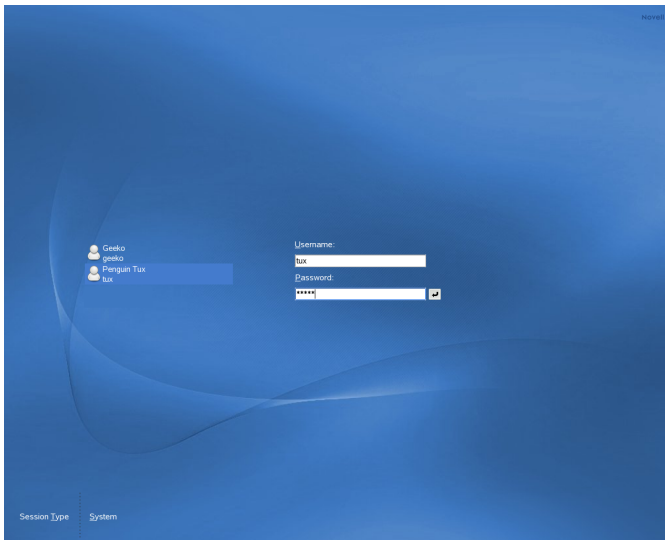 Novell
Geeko
geeko
Penguin Tux
tux
Username:
tux
Password:
*****
Session Type
System